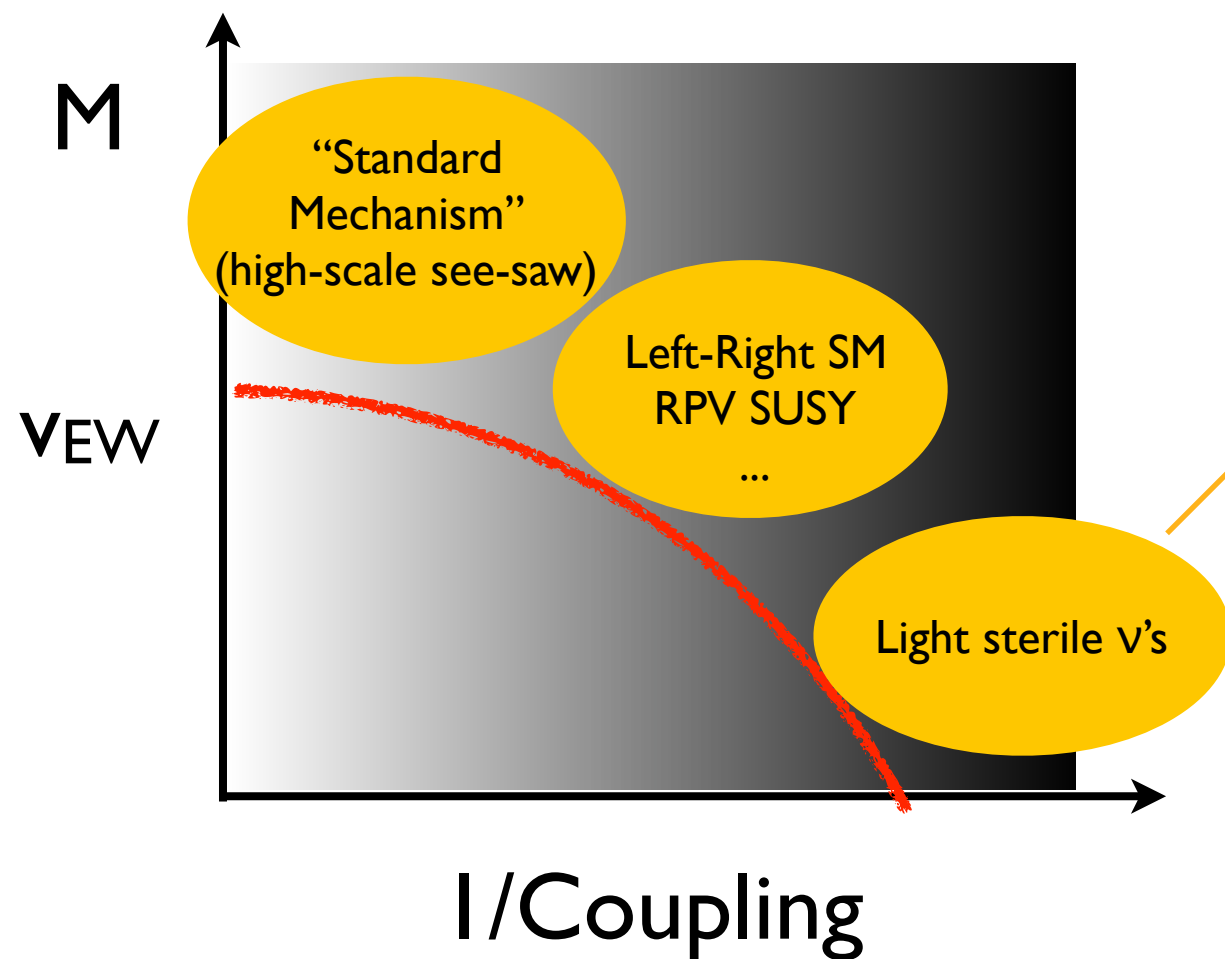 M
“Standard
Mechanism”
(high-scale see-saw)
Left-Right SM
RPV SUSY
...
vEW
Light sterile ν’s
1/Coupling